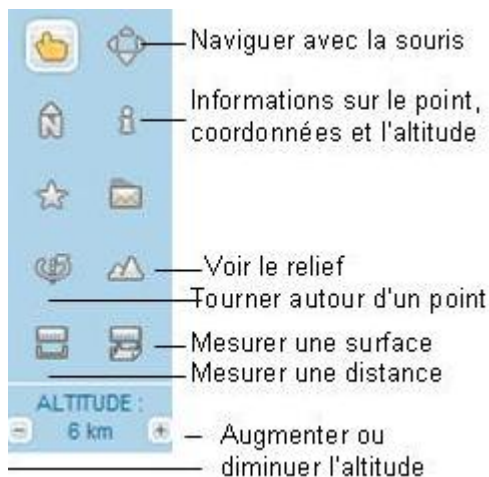 Naviguer avec la souris
N
Informations sur le point,
coordonnées et l'altitude
Voir le relief
Tourner autour d'un point
Mesurer une surface
Mesurer une distance
ALTITUDE :
6 km
Augmenter ou
diminuer l'altitude